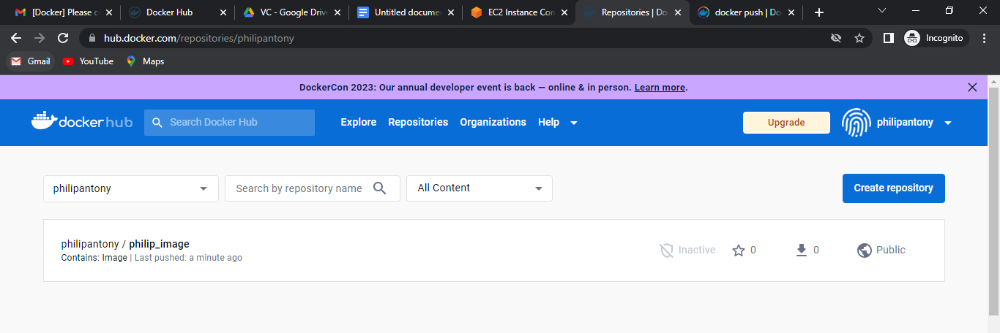 [Docker] Please c
Docker Hub
VC - Google Drive
Untitled docume
EC2 Instance Con
Repositories | Do
docker push | Do
hub.docker.com/repositories/philipantony
Incognito
Gmail
YouTube
Maps
DockerCon 2023: Our annual developer event is back — online & in person. Learn more.
docker hub
Search Docker Hub
Explore
Repositories
Organizations
Help
Upgrade
philipantony
philipantony
Search by repository name
All Content
Create repository
philipantony / philip_image
Contains: Image | Last pushed: a minute ago
Inactive
0
0
Public